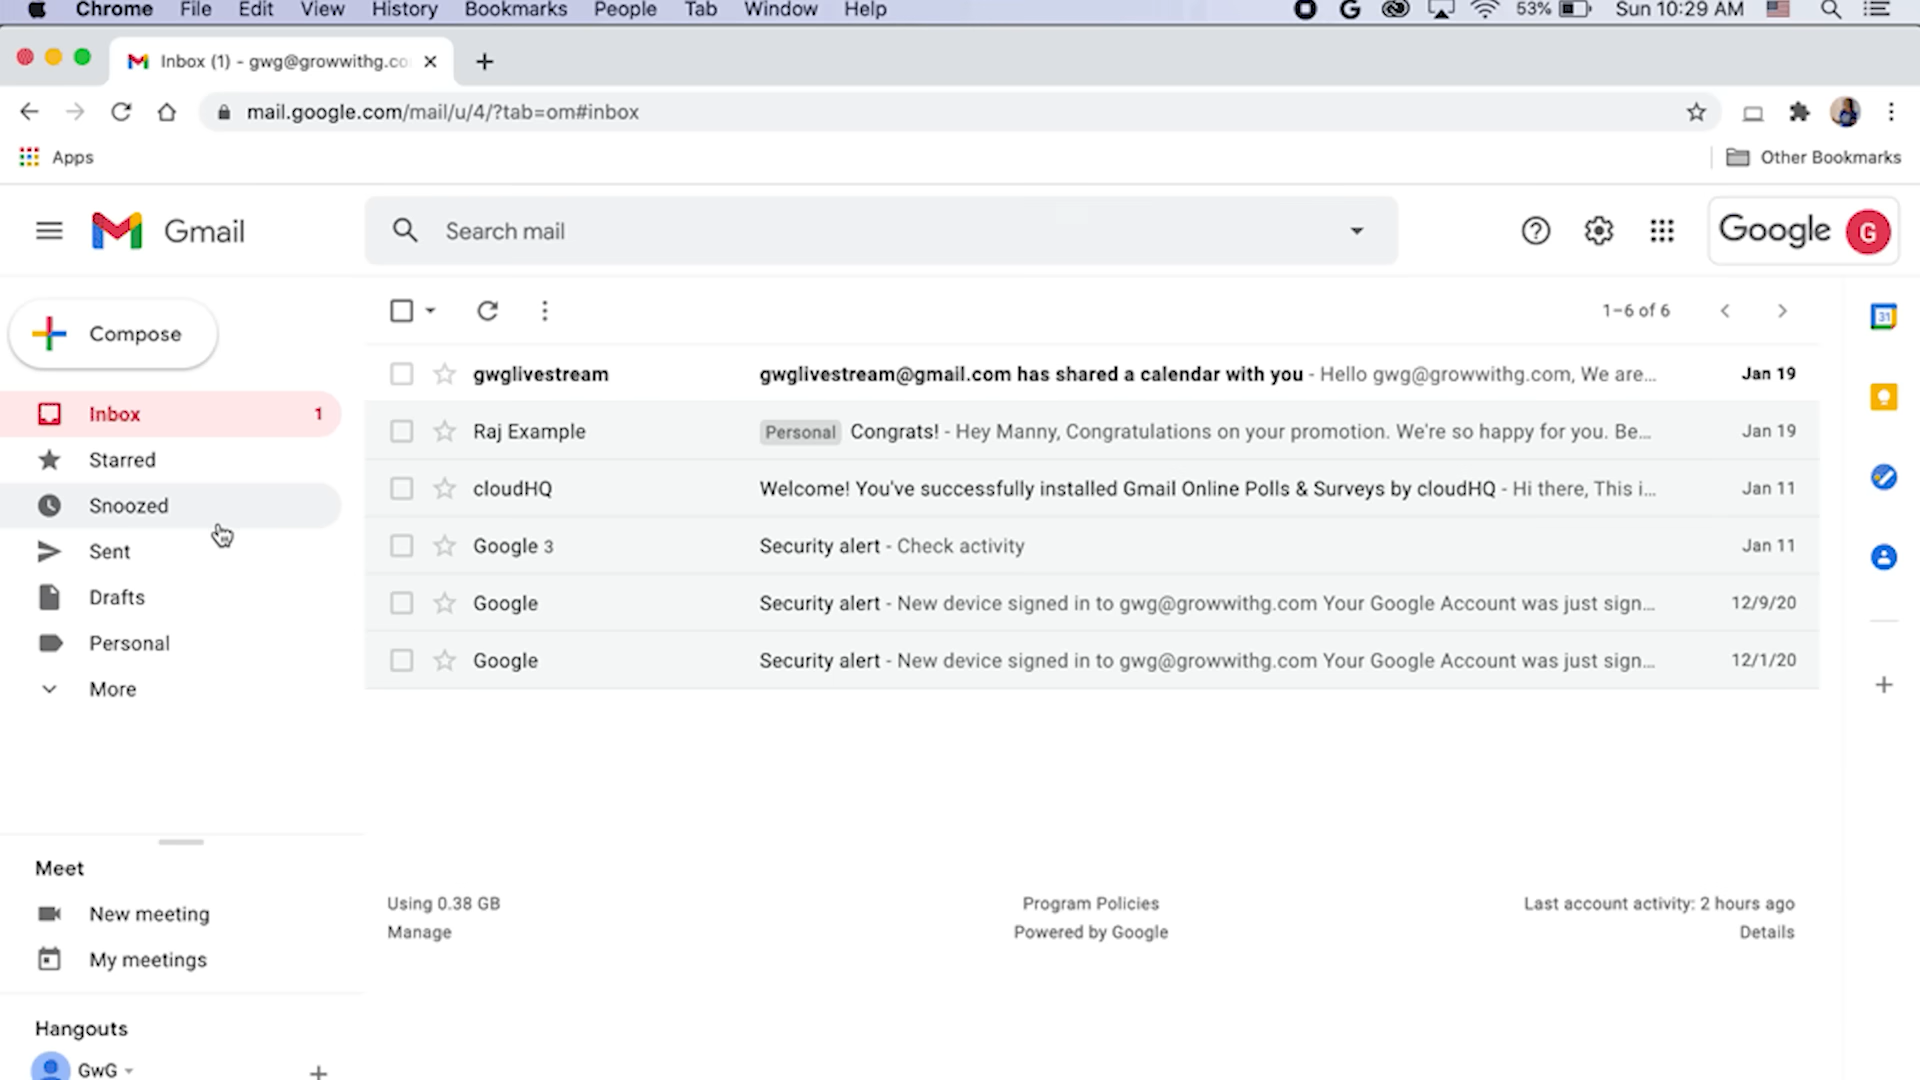 Chrome File Edit View History Bookmarks People Tab Window Help 53% Sun 10:29 AM
Inbox (1) - gwg@growwithg.co
mail.google.com/mail/u/4/?tab=om#inbox
Apps Other Bookmarks
Gmail Search mail Google G
Compose
1–6 of 6
31
gwglivestream gwglivestream@gmail.com has shared a calendar with you - Hello gwg@growwithg.com, We are... Jan 19
Inbox 1
Raj Example Personal Congrats! - Hey Manny, Congratulations on your promotion. We're so happy for you. Be... Jan 19
Starred
cloudHQ Welcome! You've successfully installed Gmail Online Polls & Surveys by cloudHQ - Hi there, This i... Jan 11
Snoozed
Google 3 Security alert - Check activity Jan 11
Sent
Google Security alert - New device signed in to gwg@growwithg.com Your Google Account was just sign... 12/9/20
Drafts
Personal
Google Security alert - New device signed in to gwg@growwithg.com Your Google Account was just sign... 12/1/20
More
Meet
New meeting
My meetings
Using 0.38 GB Program Policies Last account activity: 2 hours ago
Manage Powered by Google Details
Hangouts
GwG